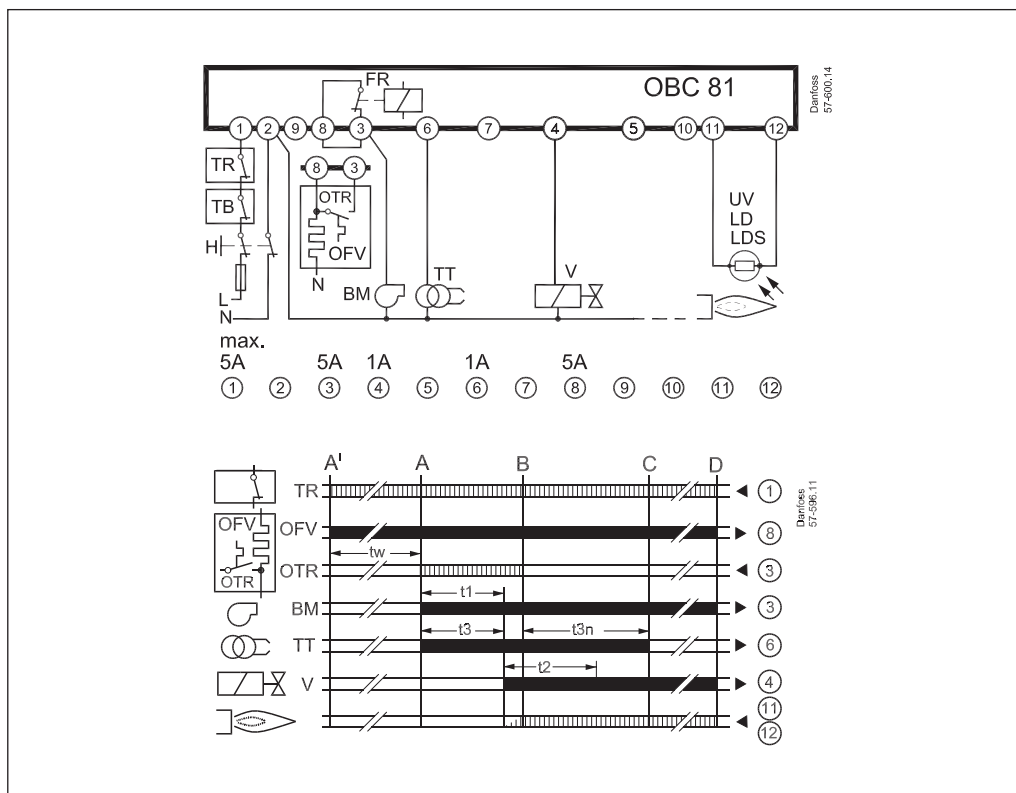 FR
OBC 81
Danfoss
57-600.14
① ② ⑨ ⑧ ③ ⑥ ⑦ ④ ⑤ ⑩ ⑪ ⑫
TR
⑧ ③
OTR
TB
OFV
UV
LD
LDS
H
N
BM
TT
V
L
N
max.
5A 5A 1A 1A 5A
① ② ③ ④ ⑤ ⑥ ⑦ ⑧ ⑨ ⑩ ⑪ ⑫
A' A B C D
TR ①
Danfoss
57-596.11
OFV
OFV ⑧
tw
OTR
OTR ③
t1
BM ③
t3 t3n
TT ⑥
t2
V ④
⑪
⑫